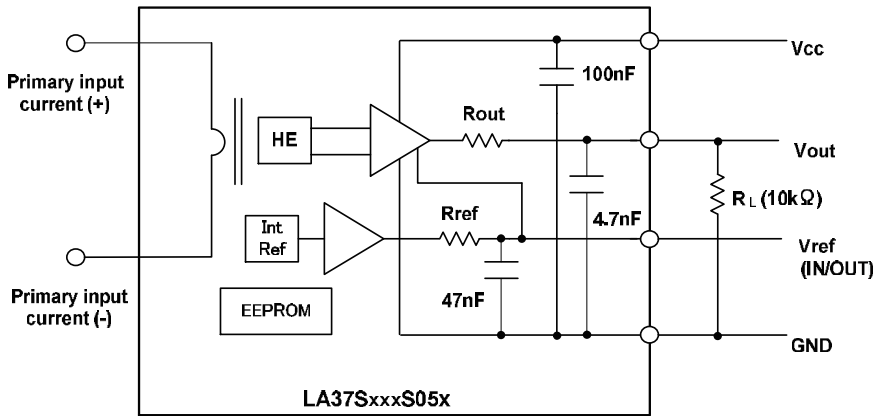 Primary input
current (+)
HE
Rout
100nF
Vcc
Vout
R L (10kΩ)
4.7nF
Int
Ref
Rref
47nF
Vref
(IN/OUT)
Primary input
current (-)
EEPROM
GND
LA37SxxxS05x